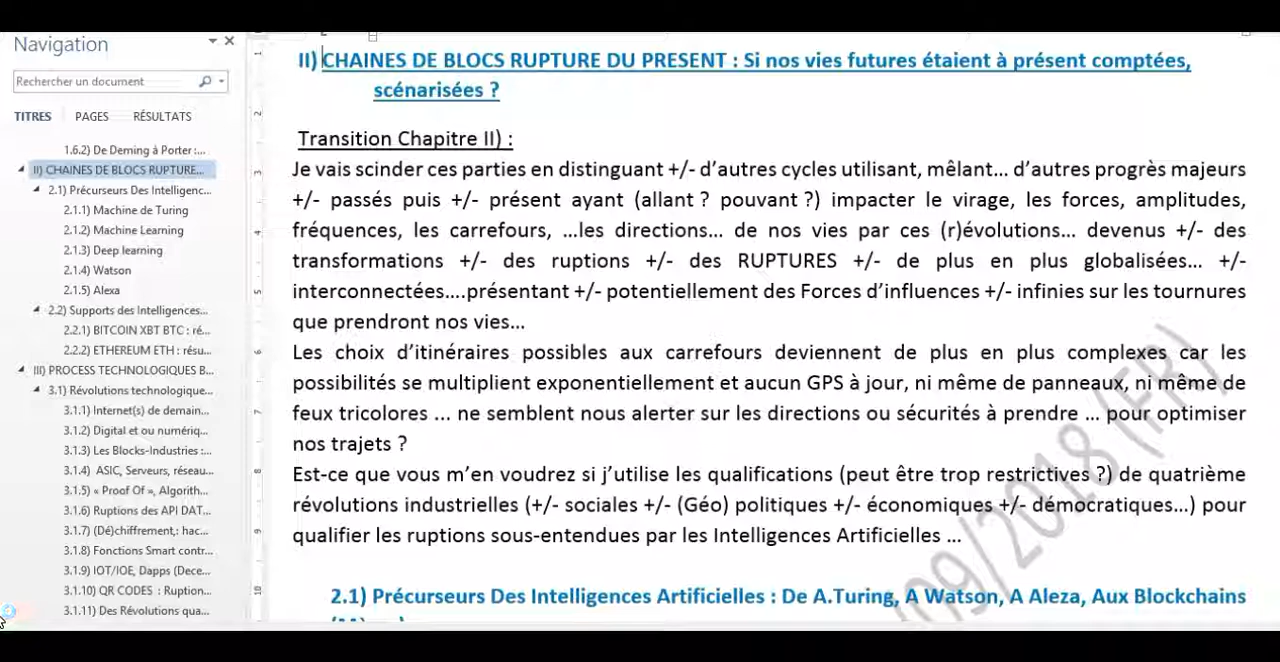 Navigation
Rechercher un document
TITRES PAGES RÉSULTATS
1.6.2) De Deming à Porter :...
II) CHAINES DE BLOCS RUPTURE...
2.1) Précurseurs Des Intelligenc...
2.1.1) Machine de Turing
2.1.2) Machine Learning
2.1.3) Deep learning
2.1.4) Watson
2.1.5) Alexa
2.2) Supports des Intelligences...
2.2.1) BITCOIN XBT BTC : ré...
2.2.2) ETHEREUM ETH : résu...
III) PROCESS TECHNOLOGIQUES B...
3.1) Révolutions technologique...
3.1.1) Internet(s) de demain...
3.1.2) Digital et ou numériq...
3.1.3) Les Blocks-Industries :...
3.1.4) ASIC, Serveurs, réseau...
3.1.5) « Proof Of », Algorith...
3.1.6) Ruptions des API DAT...
3.1.7) (Dé)chiffrement,: hac...
3.1.8) Fonctions Smart contr...
3.1.9) IOT/IOE, Dapps (Dece...
3.1.10) QR CODES : Ruption...
3.1.11) Des Révolutions qua...
II) CHAINES DE BLOCS RUPTURE DU PRESENT : Si nos vies futures étaient à présent comptées,
scénarisées ?
Transition Chapitre II) :
Je vais scinder ces parties en distinguant +/- d’autres cycles utilisant, mêlant... d’autres progrès majeurs
+/- passés puis +/- présent ayant (allant ? pouvant ?) impacter le virage, les forces, amplitudes,
fréquences, les carrefours, ...les directions... de nos vies par ces (r)évolutions... devenus +/- des
transformations +/- des ruptions +/- des RUPTURES +/- de plus en plus globalisées... +/-
interconnectées....présentant +/- potentiellement des Forces d’influences +/- infinies sur les tournures
que prendront nos vies...
Les choix d’itinéraires possibles aux carrefours deviennent de plus en plus complexes car les
possibilités se multiplient exponentiellement et aucun GPS à jour, ni même de panneaux, ni même de
feux tricolores ... ne semblent nous alerter sur les directions ou sécurités à prendre ... pour optimiser
nos trajets ?
Est-ce que vous m’en voudrez si j’utilise les qualifications (peut être trop restrictives ?) de quatrième
révolutions industrielles (+/- sociales +/- (Géo) politiques +/- économiques +/- démocratiques...) pour
qualifier les ruptions sous-entendues par les Intelligences Artificielles ...
2.1) Précurseurs Des Intelligences Artificielles : De A.Turing, A Watson, A Aleza, Aux Blockchains
/09/2018 (FR)